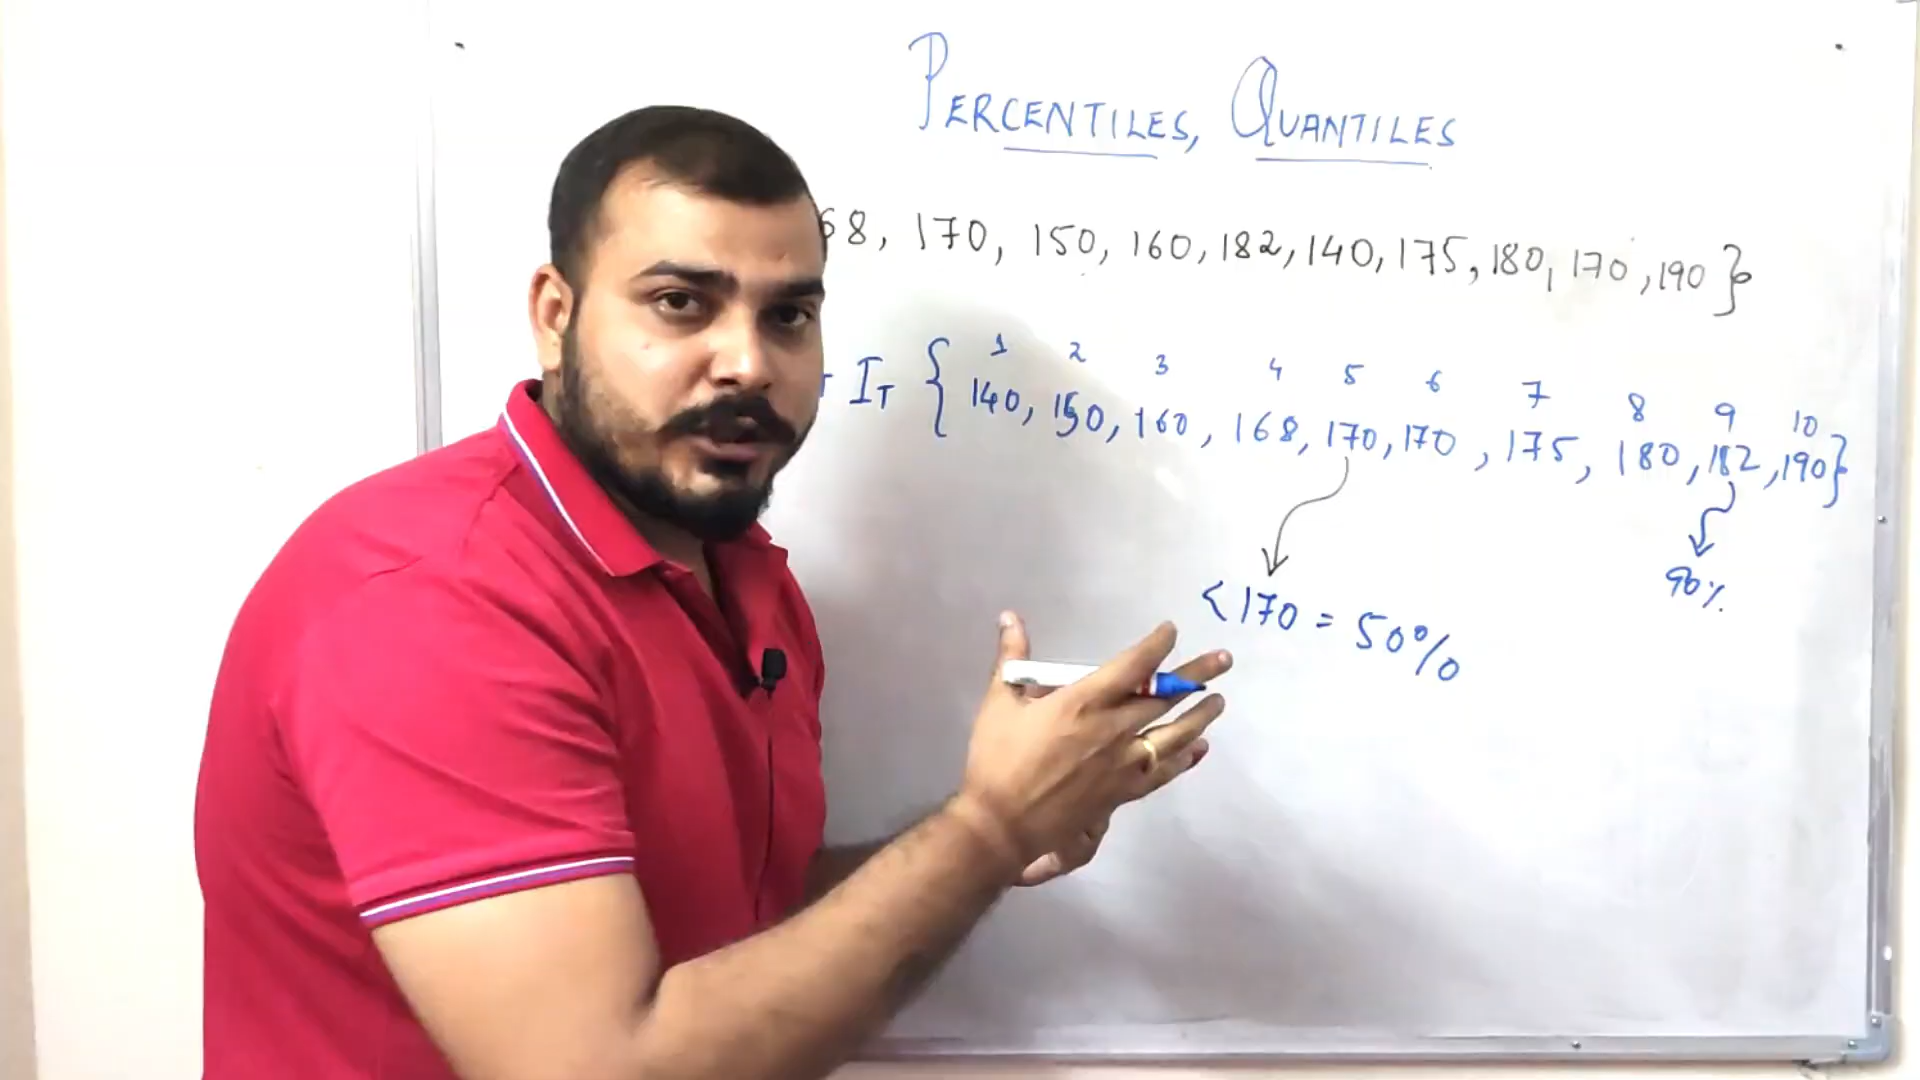 PERCENTILES, QUANTILES
68, 170, 150, 160, 182, 140, 175, 180, 170, 190 }
1 2 3 4 5 6 7 8 9 10
IT { 140, 150, 160, 168, 170, 170, 175, 180, 182, 190}
90%
<170 = 50%